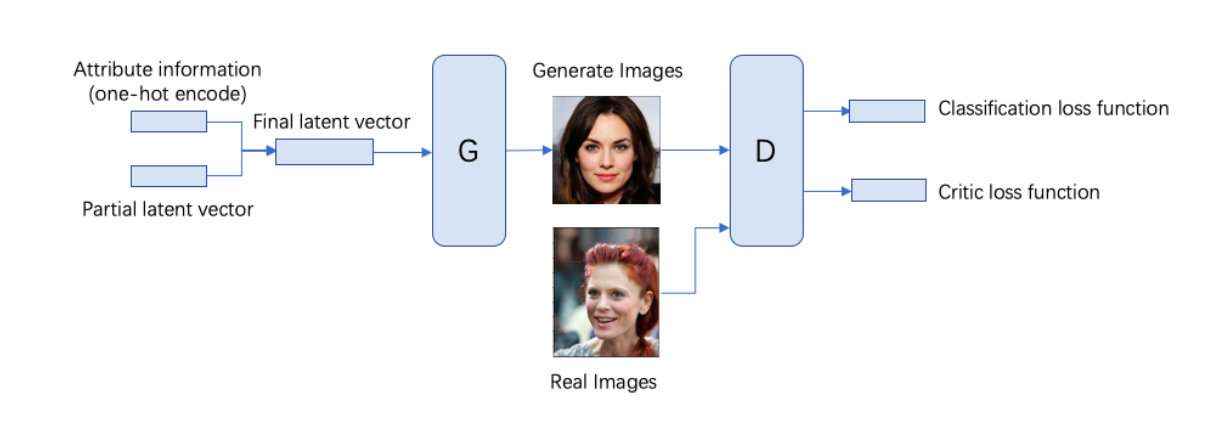 Attribute information
(one-hot encode)
Final latent vector
Partial latent vector
G
Generate Images
D
Classification loss function
Critic loss function
Real Images